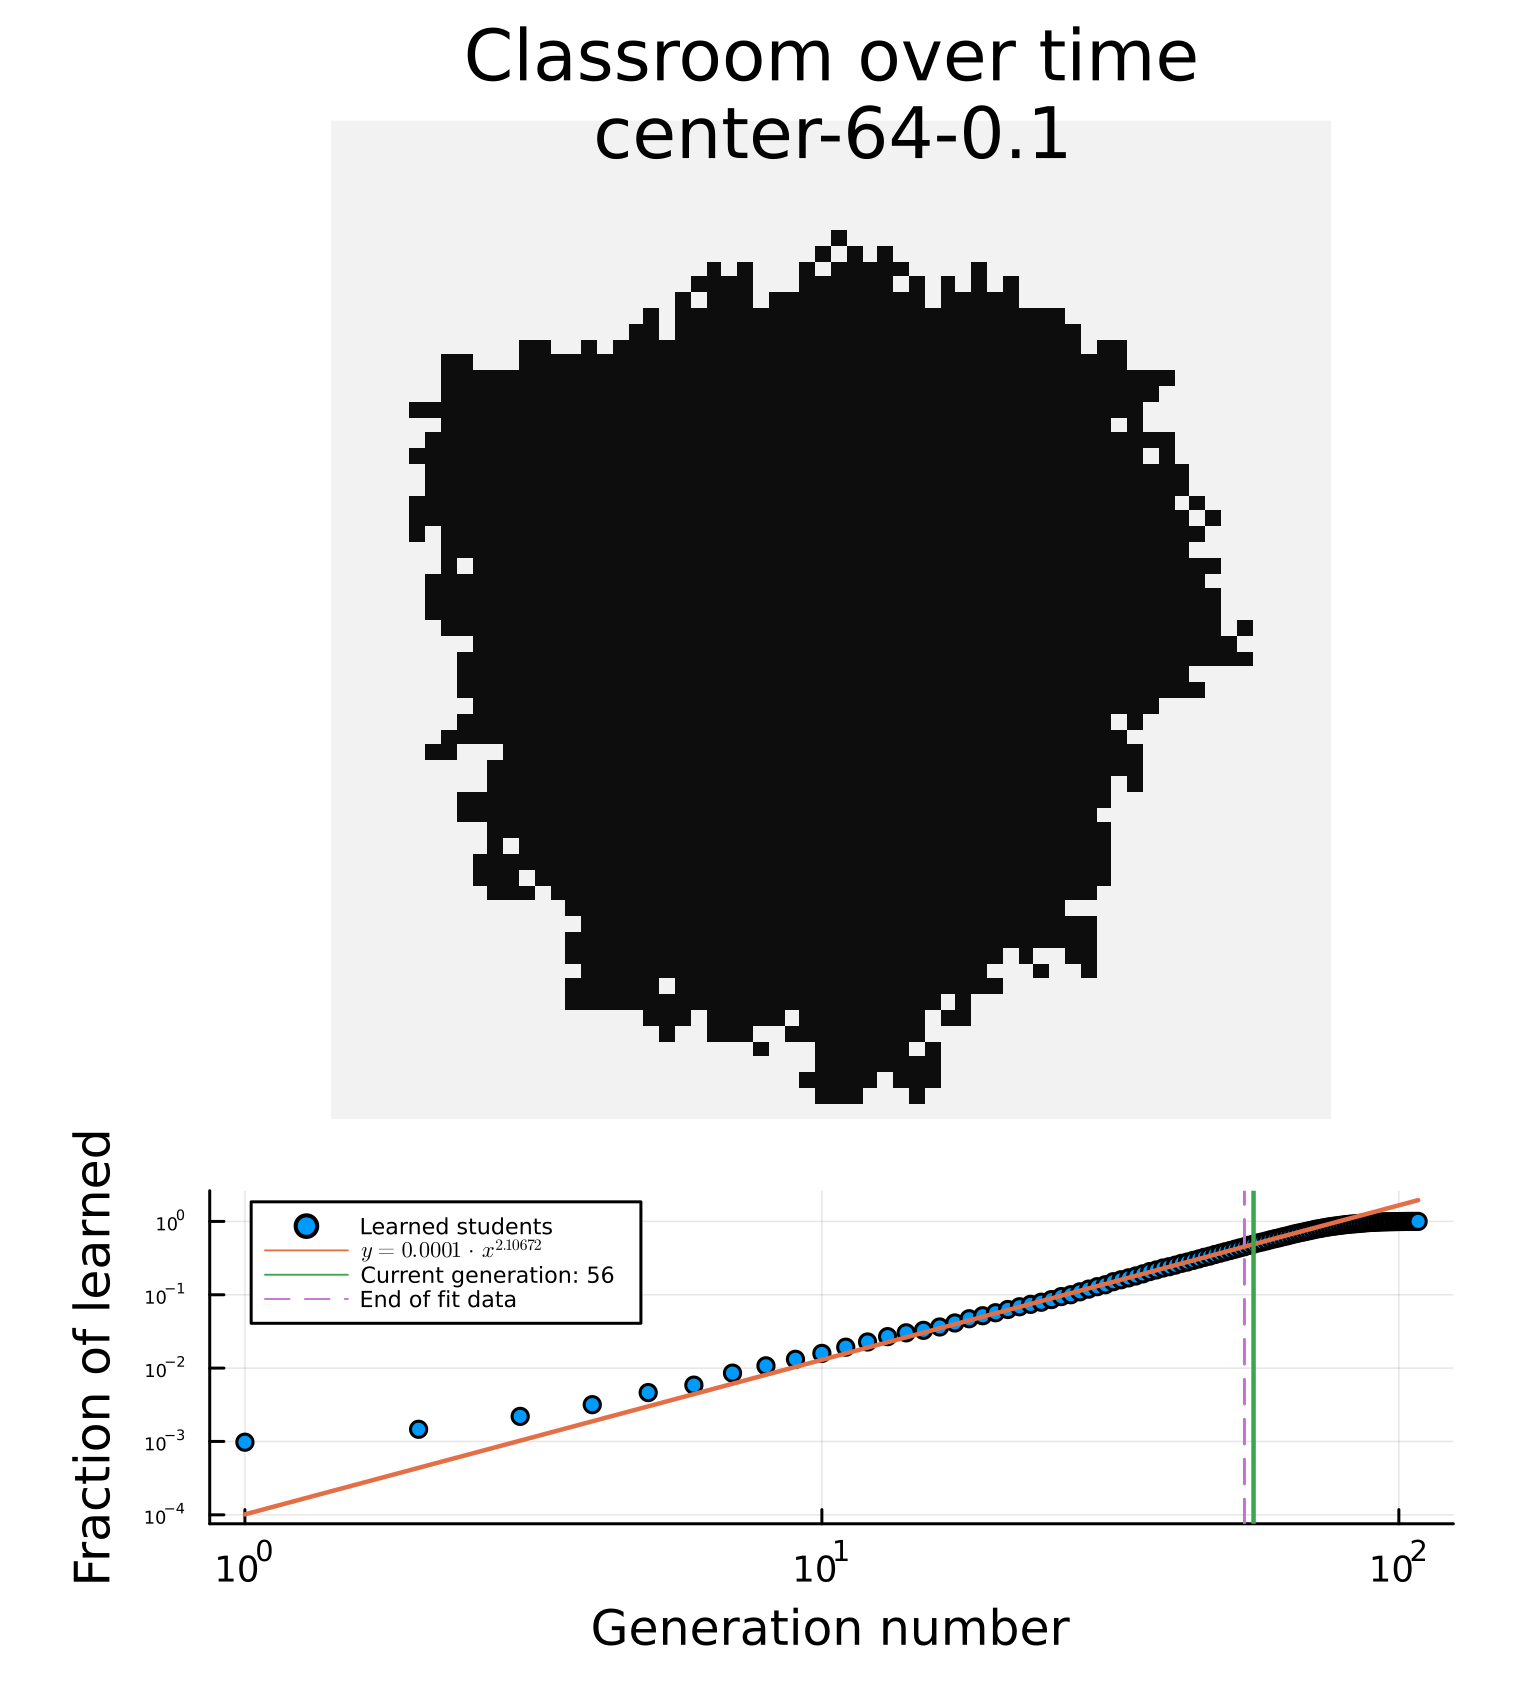 Classroom over time
center-64-0.1
Fraction of learned
10^0
10^−1
10^−2
10^−3
10^−4
Learned students
y = 0.0001 · x^2.10672
Current generation: 56
End of fit data
10^0
10^1
10^2
Generation number